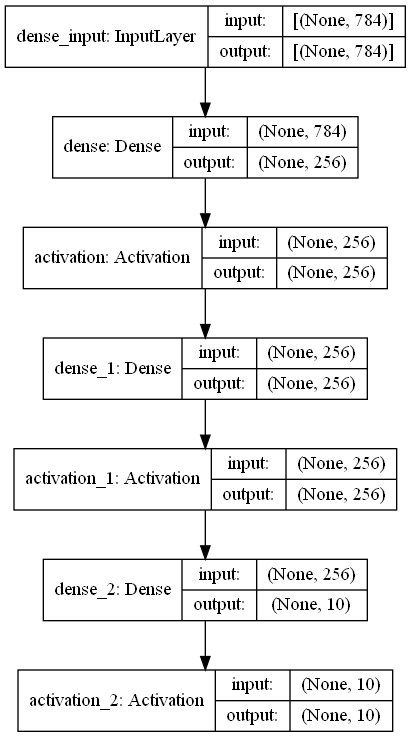 dense_input: InputLayer input: [(None, 784)]
output: [(None, 784)]
dense: Dense input: (None, 784)
output: (None, 256)
activation: Activation input: (None, 256)
output: (None, 256)
dense_1: Dense input: (None, 256)
output: (None, 256)
activation_1: Activation input: (None, 256)
output: (None, 256)
dense_2: Dense input: (None, 256)
output: (None, 10)
activation_2: Activation input: (None, 10)
output: (None, 10)